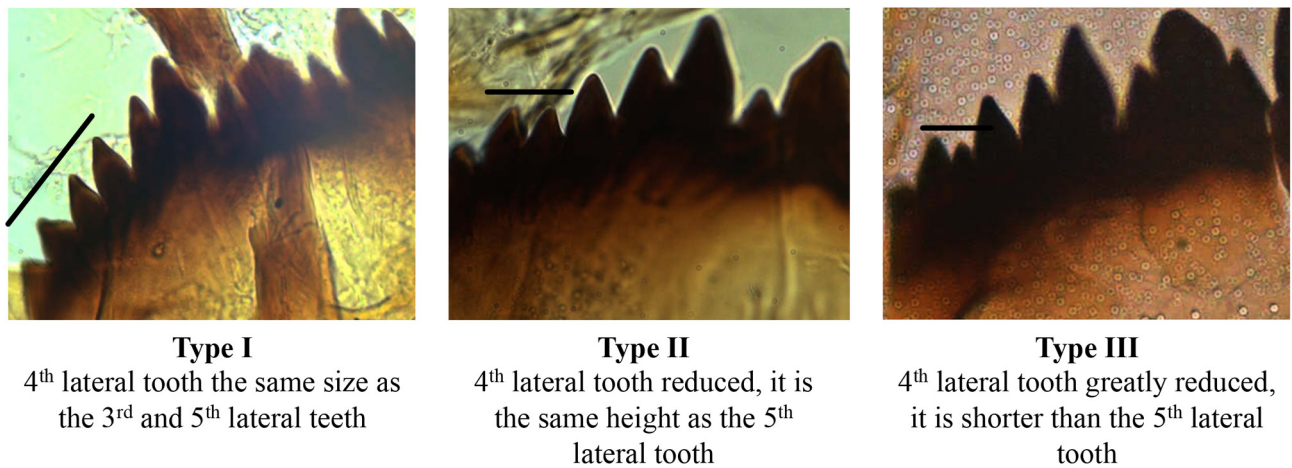 Type I
4th lateral tooth the same size as
the 3rd and 5th lateral teeth
Type II
4th lateral tooth reduced, it is
the same height as the 5th
lateral tooth
Type III
4th lateral tooth greatly reduced,
it is shorter than the 5th lateral
tooth